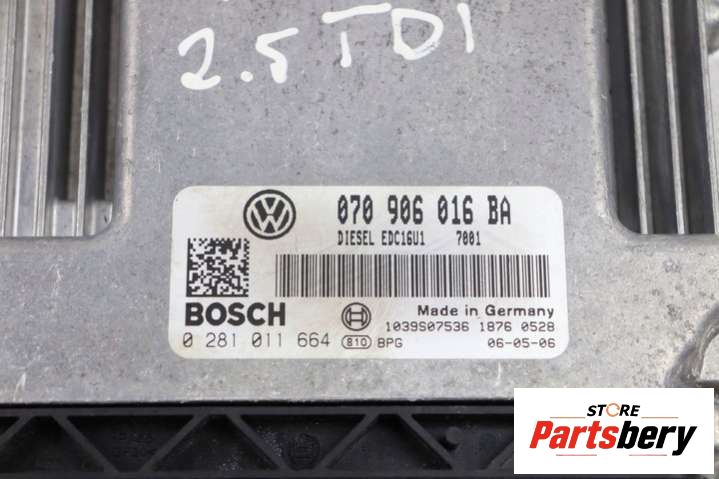 2.5 TDI
070 906 016 BA
DIESEL EDC16U1 7001
BOSCH
Made in Germany
0 281 011 664
1039S07536 1876 0528
810 BPG 06-05-06
STORE
Partsbery